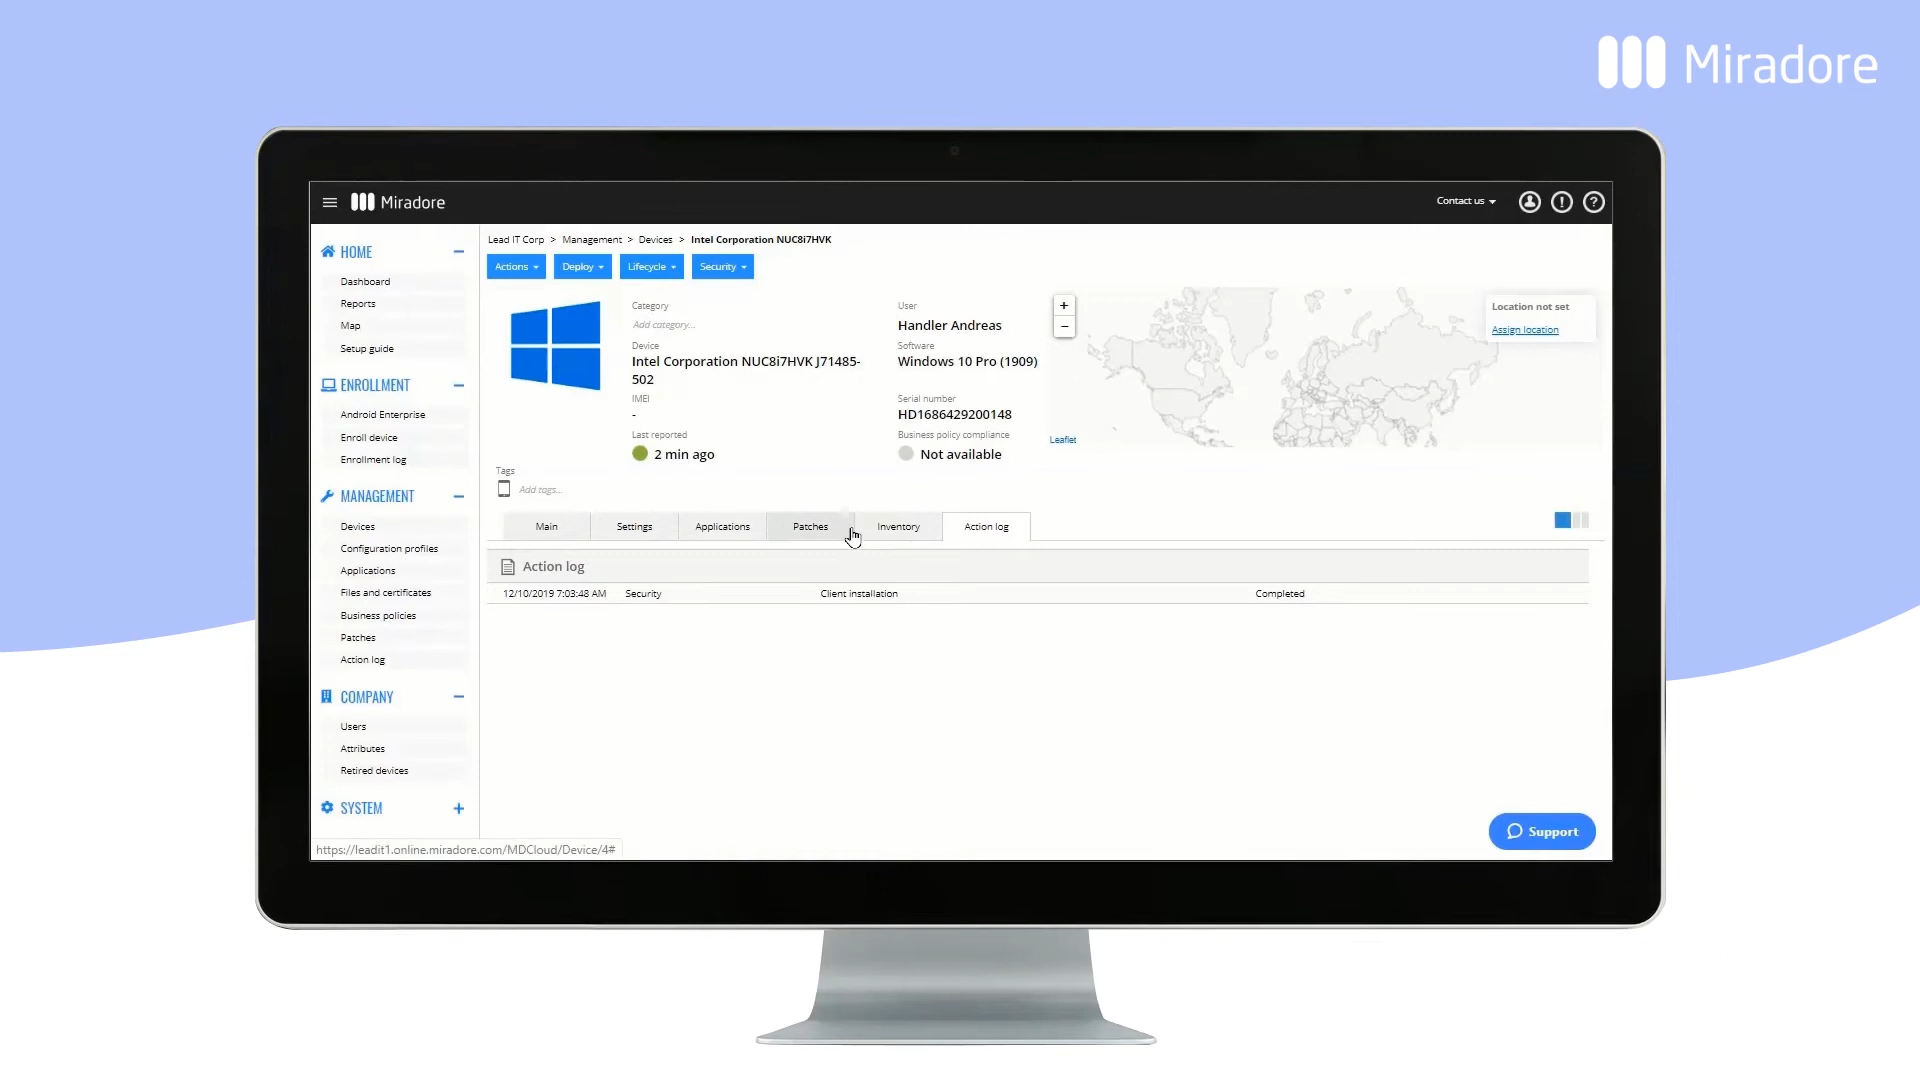 Miradore
Miradore
Contact us
HOME
Dashboard
Reports
Map
Setup guide
ENROLLMENT
Android Enterprise
Enroll device
Enrollment log
MANAGEMENT
Devices
Configuration profiles
Applications
Files and certificates
Business policies
Patches
Action log
COMPANY
Users
Attributes
Retired devices
SYSTEM
Lead IT Corp > Management > Devices > Intel Corporation NUC8i7HVK
Actions
Deploy
Lifecycle
Security
Category
Add category...
Device
Intel Corporation NUC8i7HVK J71485-
502
IMEI
-
Last reported
2 min ago
User
Handler Andreas
Software
Windows 10 Pro (1909)
Serial number
HD1686429200148
Business policy compliance
Not available
+
−
Leaflet
Location not set
Assign location
Tags
Add tags...
Main
Settings
Applications
Patches
Inventory
Action log
Action log
12/10/2019 7:03:48 AM Security Client installation Completed
Support
https://leadit1.online.miradore.com/MDCloud/Device/4#